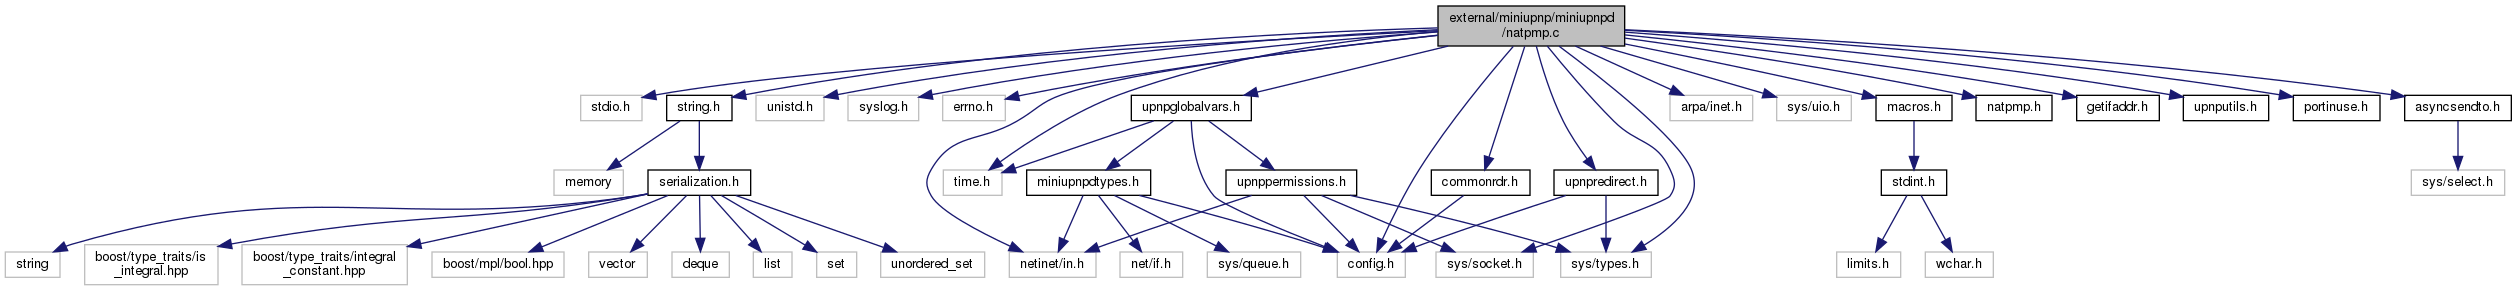 external/miniupnp/miniupnpd
/natpmp.c
stdio.h
string.h
unistd.h
syslog.h
errno.h
upnpglobalvars.h
arpa/inet.h
sys/uio.h
macros.h
natpmp.h
getifaddr.h
upnputils.h
portinuse.h
asyncsendto.h
memory
serialization.h
time.h
miniupnpdtypes.h
upnppermissions.h
commonrdr.h
upnpredirect.h
stdint.h
sys/select.h
string
boost/type_traits/is
_integral.hpp
boost/type_traits/integral
_constant.hpp
boost/mpl/bool.hpp
vector
deque
list
set
unordered_set
netinet/in.h
net/if.h
sys/queue.h
config.h
sys/socket.h
sys/types.h
limits.h
wchar.h